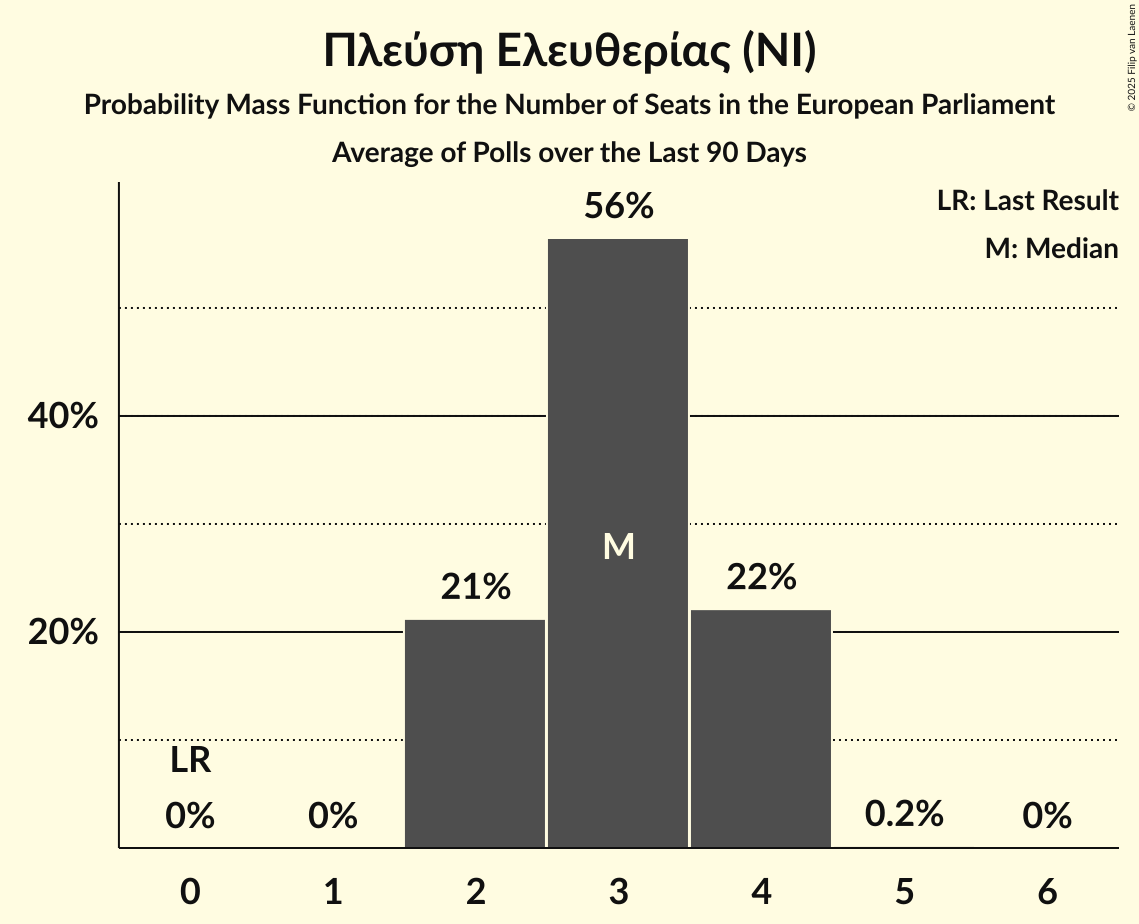 Πλεύση Ελευθερίας (NI)
Probability Mass Function for the Number of Seats in the European Parliament
Average of Polls over the Last 90 Days
© 2025 Filip van Laenen
LR: Last Result
M: Median
56%
40%
M
21%
22%
20%
LR
0%
0%
0.2%
0%
0
1
2
3
4
5
6